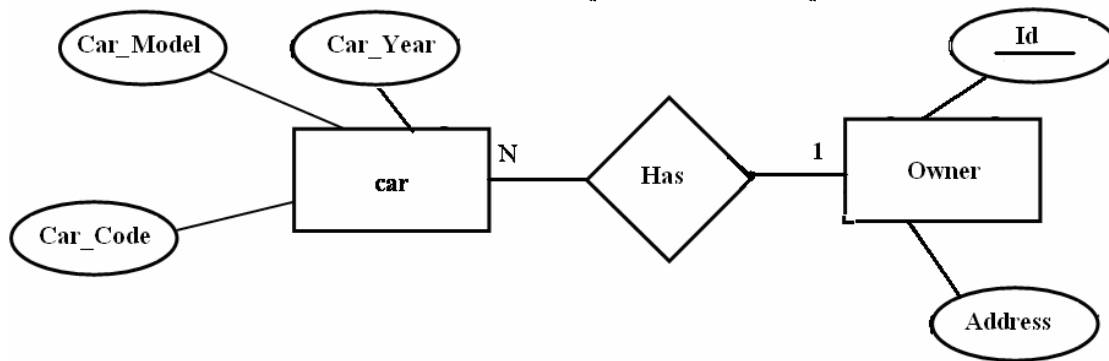 Car_Model
Car_Year
Id
N
1
car
Has
Owner
Car_Code
Address